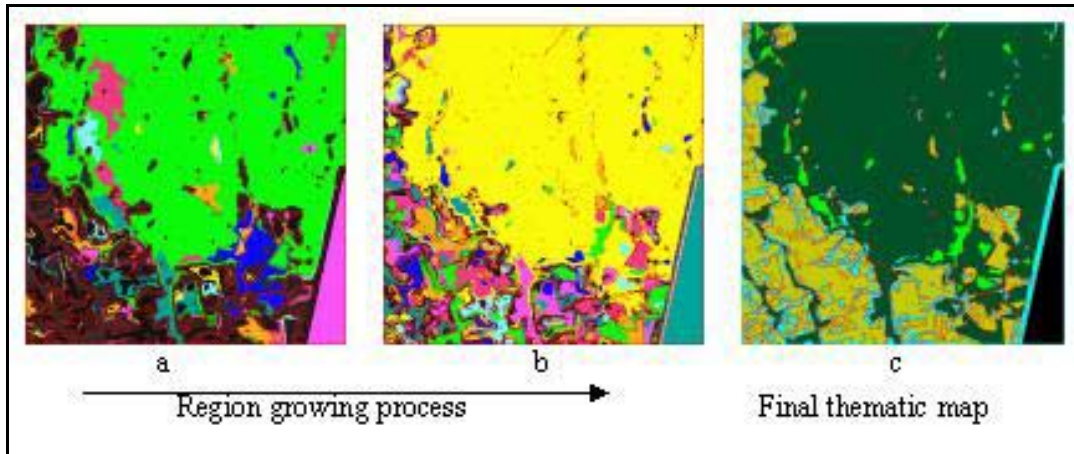 a
b
c
Region growing process
Final thematic map